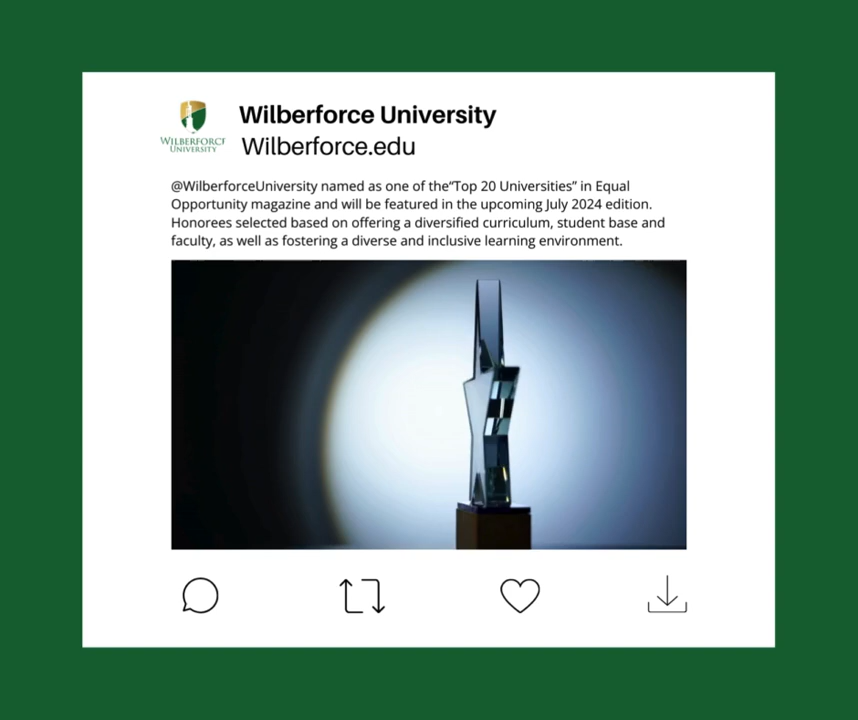 Wilberforce University
WILBERFORCE
UNIVERSITY
Wilberforce.edu
@WilberforceUniversity named as one of the“Top 20 Universities” in Equal
Opportunity magazine and will be featured in the upcoming July 2024 edition.
Honorees selected based on offering a diversified curriculum, student base and
faculty, as well as fostering a diverse and inclusive learning environment.